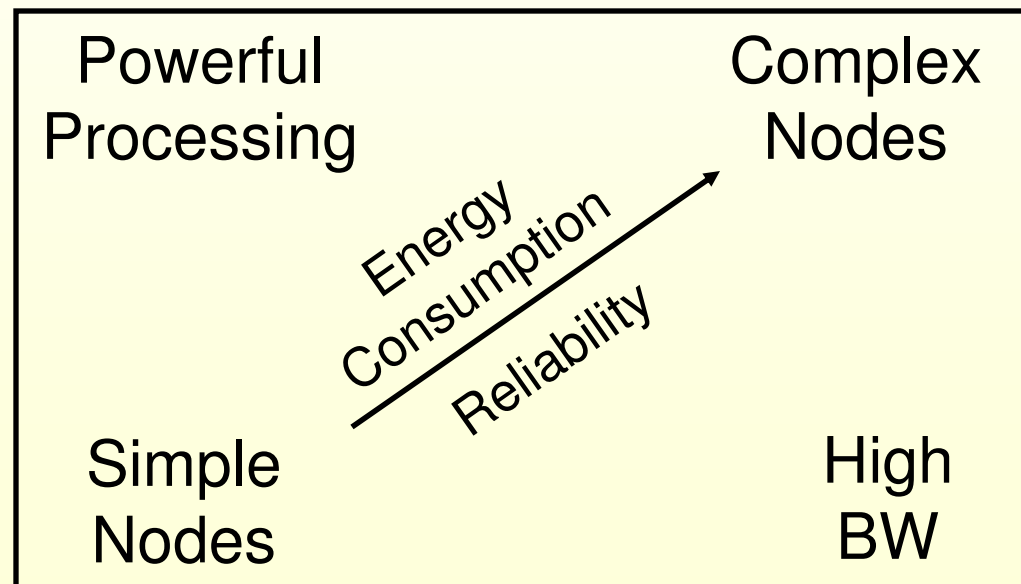 Powerful
Processing
Complex
Nodes
Energy
Consumption
Reliability
Simple
Nodes
High
BW